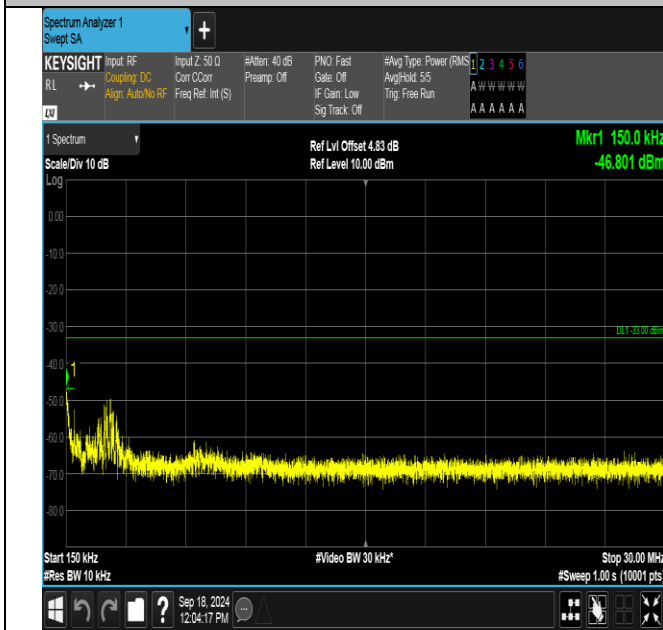 Spectrum Analyzer 1
Swept SA
+
KEYSIGHT
RL
LXI
Input: RF
Coupling: DC
Align: Auto/No RF
Input Z: 50 Ω
Corr CCorr
Freq Ref: Int (S)
#Atten: 40 dB
Preamp: Off
PNO: Fast
Gate: Off
IF Gain: Low
Sig Track: Off
#Avg Type: Power (RMS
Avg|Hold: 5/5
Trig: Free Run
1 2 3 4 5 6
A W W W W W
A A A A A A
1 Spectrum
Scale/Div 10 dB
Log
Ref Lvl Offset 4.83 dB
Ref Level 10.00 dBm
Mkr1 150.0 kHz
-46.801 dBm
0.00
-10.0
-20.0
-30.0
DL1 -33.00 dBm
-40.0
1
-50.0
-60.0
-70.0
-80.0
Start 150 kHz
#Res BW 10 kHz
#Video BW 30 kHz*
Stop 30.00 MHz
#Sweep 1.00 s (10001 pts)
?
Sep 18, 2024
12:04:17 PM